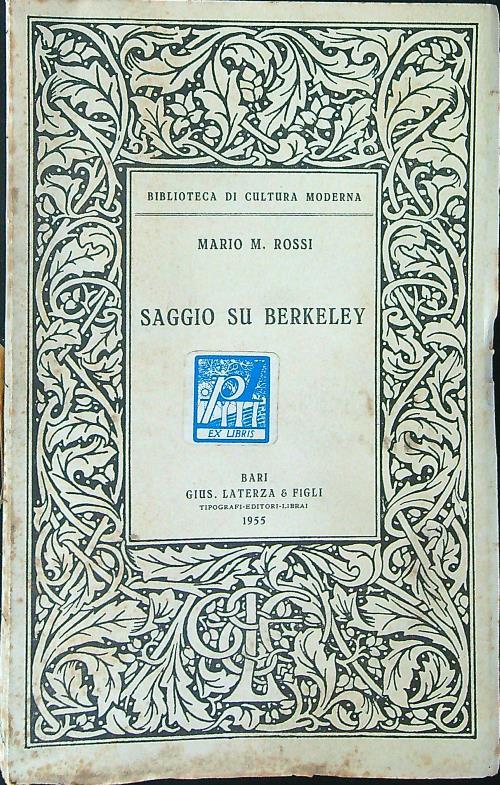 BIBLIOTECA DI CULTURA MODERNA
MARIO M. ROSSI
SAGGIO SU BERKELEY
EX LIBRIS
BARI
GIUS. LATERZA & FIGLI
TIPOGRAFI-EDITORI-LIBRAI
1955